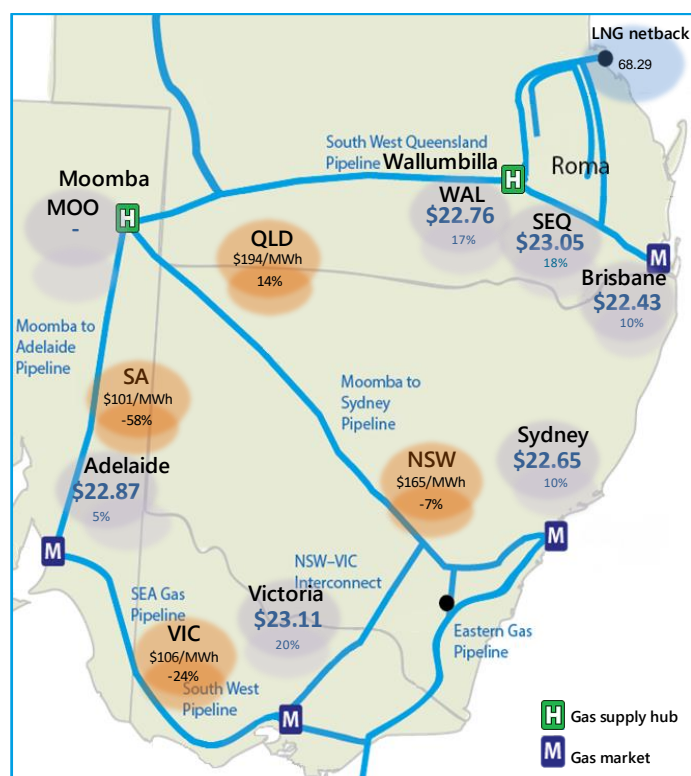 LNG netback
68.29
South West Queensland
Pipeline
Wallumbilla
H
Roma
Moomba
MOO
-
H
WAL
$22.76
17%
SEQ
$23.05
18%
QLD
$194/MWh
14%
M
Brisbane
$22.43
10%
Moomba to
Adelaide
Pipeline
SA
$101/MWh
-58%
Moomba to
Sydney
Pipeline
Adelaide
$22.87
5%
NSW
$165/MWh
-7%
Sydney
$22.65
10%
M
M
NSW–VIC
Interconnect
SEA Gas
Pipeline
Victoria
$23.11
20%
VIC
$106/MWh
-24%
South West
Pipeline
Eastern Gas
Pipeline
M
H Gas supply hub
M Gas market